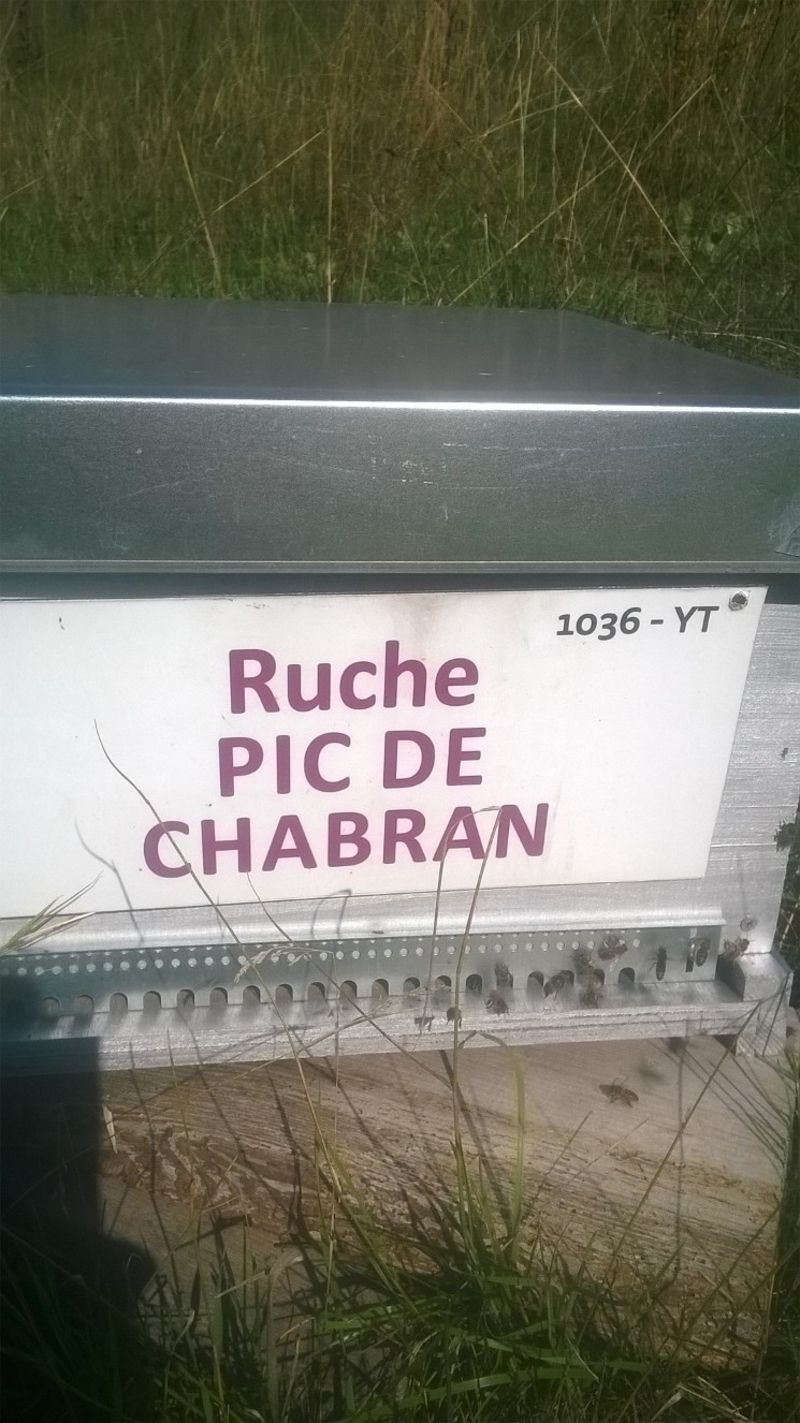 1036 - YT
Ruche
PIC DE
CHABRAN